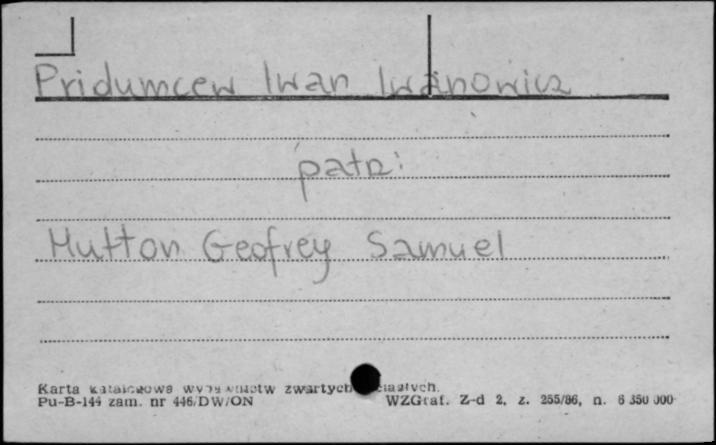 Pridumcew Iwan Iwanowicz
patrz:
Hutton Geofrey Samuel
Karta katalogowa wydawnictw zwartych i ciągłych.
Pu-B-144 zam. nr 446/DW/ON WZGraf. Z-d 2, z. 255/86, n. 6 350 000